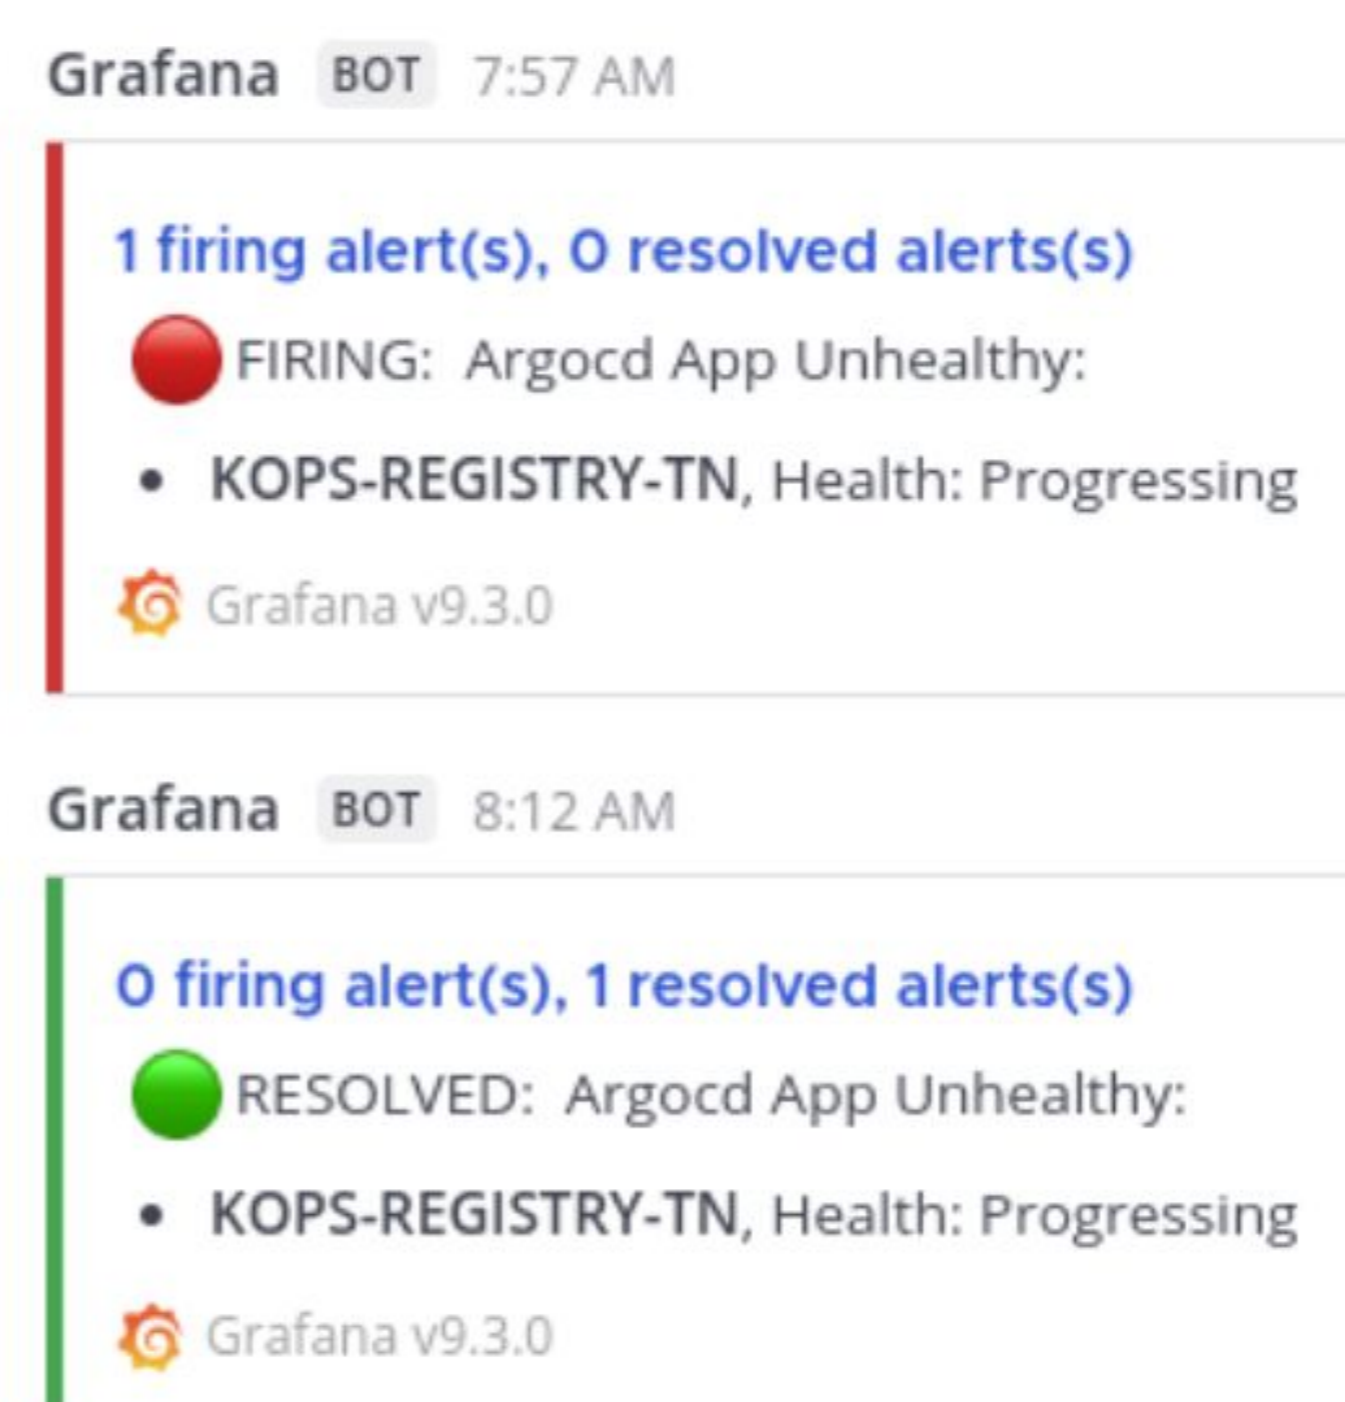 Grafana BOT 7:57 AM
1 firing alert(s), 0 resolved alerts(s)
FIRING: Argocd App Unhealthy:
• KOPS-REGISTRY-TN, Health: Progressing
Grafana v9.3.0
Grafana BOT 8:12 AM
0 firing alert(s), 1 resolved alerts(s)
RESOLVED: Argocd App Unhealthy:
• KOPS-REGISTRY-TN, Health: Progressing
Grafana v9.3.0